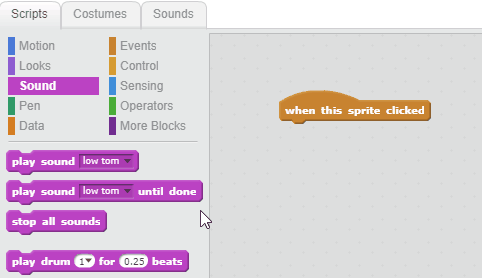 Scripts Costumes Sounds
Motion Events
Looks Control
Sound Sensing
Pen Operators
Data More Blocks
when this sprite clicked
play sound low tom
play sound low tom until done
stop all sounds
play drum 1 for 0.25 beats